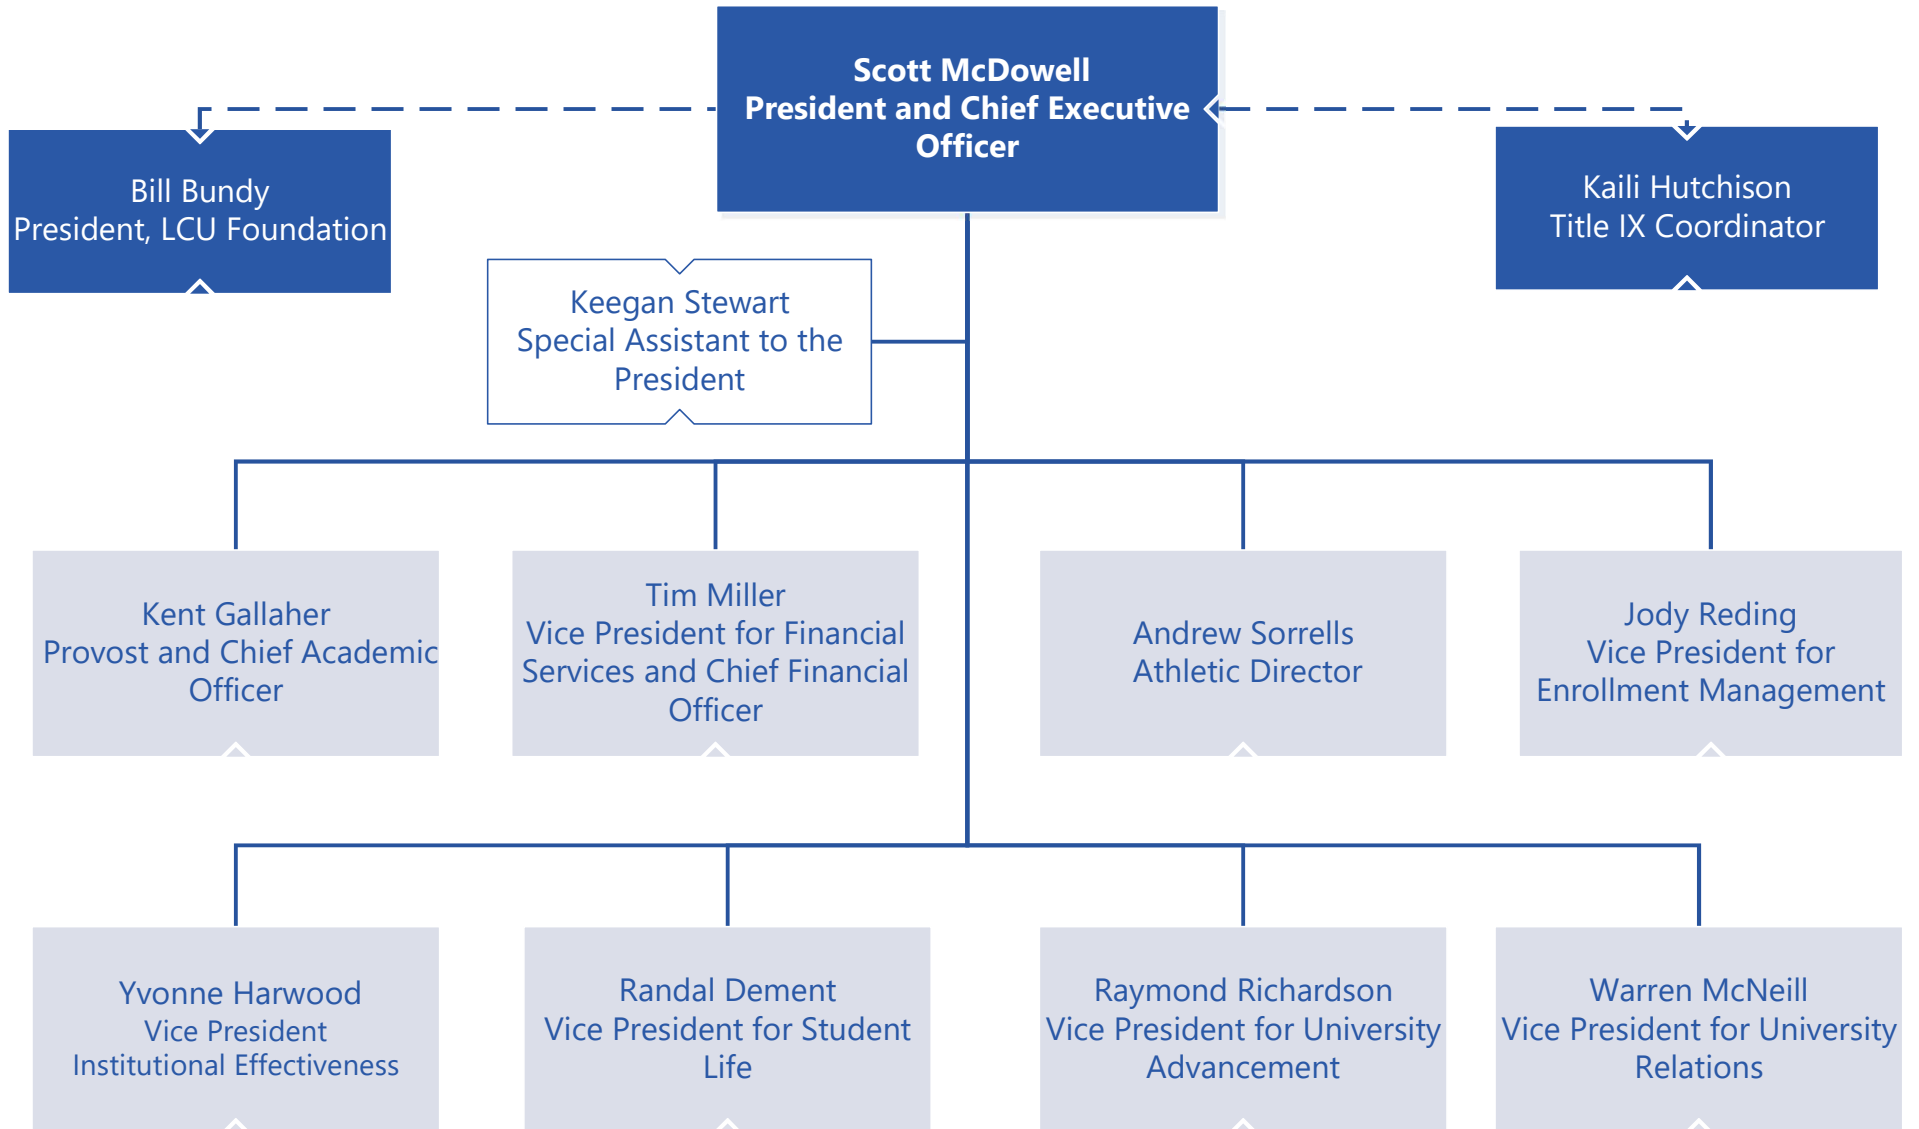 Scott McDowell
President and Chief Executive
Officer
Bill Bundy
President, LCU Foundation
Kaili Hutchison
Title IX Coordinator
Keegan Stewart
Special Assistant to the
President
Kent Gallaher
Provost and Chief Academic
Officer
Tim Miller
Vice President for Financial
Services and Chief Financial
Officer
Andrew Sorrells
Athletic Director
Jody Reding
Vice President for
Enrollment Management
Yvonne Harwood
Vice President
Institutional Effectiveness
Randal Dement
Vice President for Student
Life
Raymond Richardson
Vice President for University
Advancement
Warren McNeill
Vice President for University
Relations